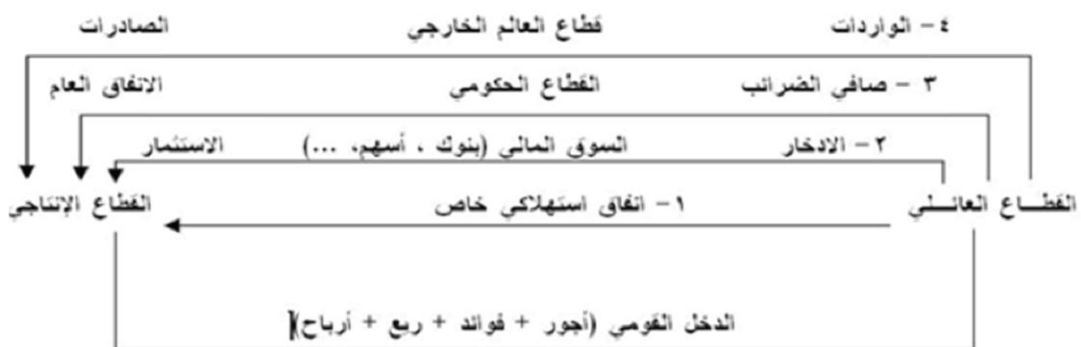 ٤- الواردات قطاع العالم الخارجي الصادرات
٣ - صافي الضرائب القطاع الحكومي الانفاق العام
٢- الادخار السوق المالي (بنوك ، أسهم، ...) الاستثمار
القطاع العائلي ١- انفاق استهلاكي خاص القطاع الإنتاجي
الدخل القومي (أجور + فوائد + ريع + أرباح)[